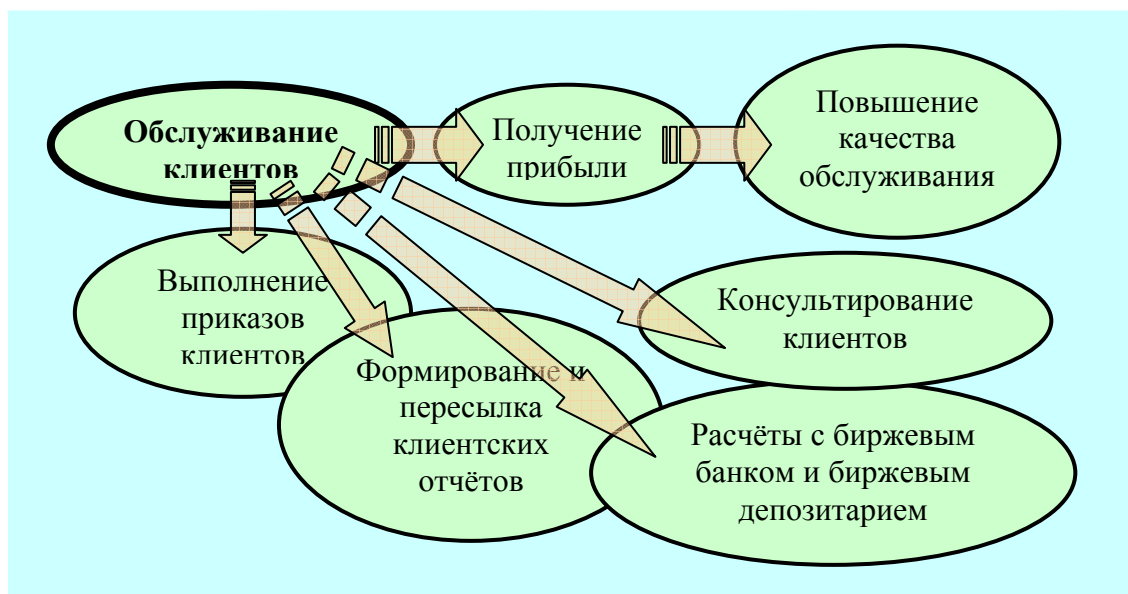 Обслуживание
клиентов
Получение
прибыли
Повышение
качества
обслуживания
Выполнение
приказов
клиентов
Формирование и
пересылка
клиентских
отчётов
Консультирование
клиентов
Расчёты с биржевым
банком и биржевым
депозитарием